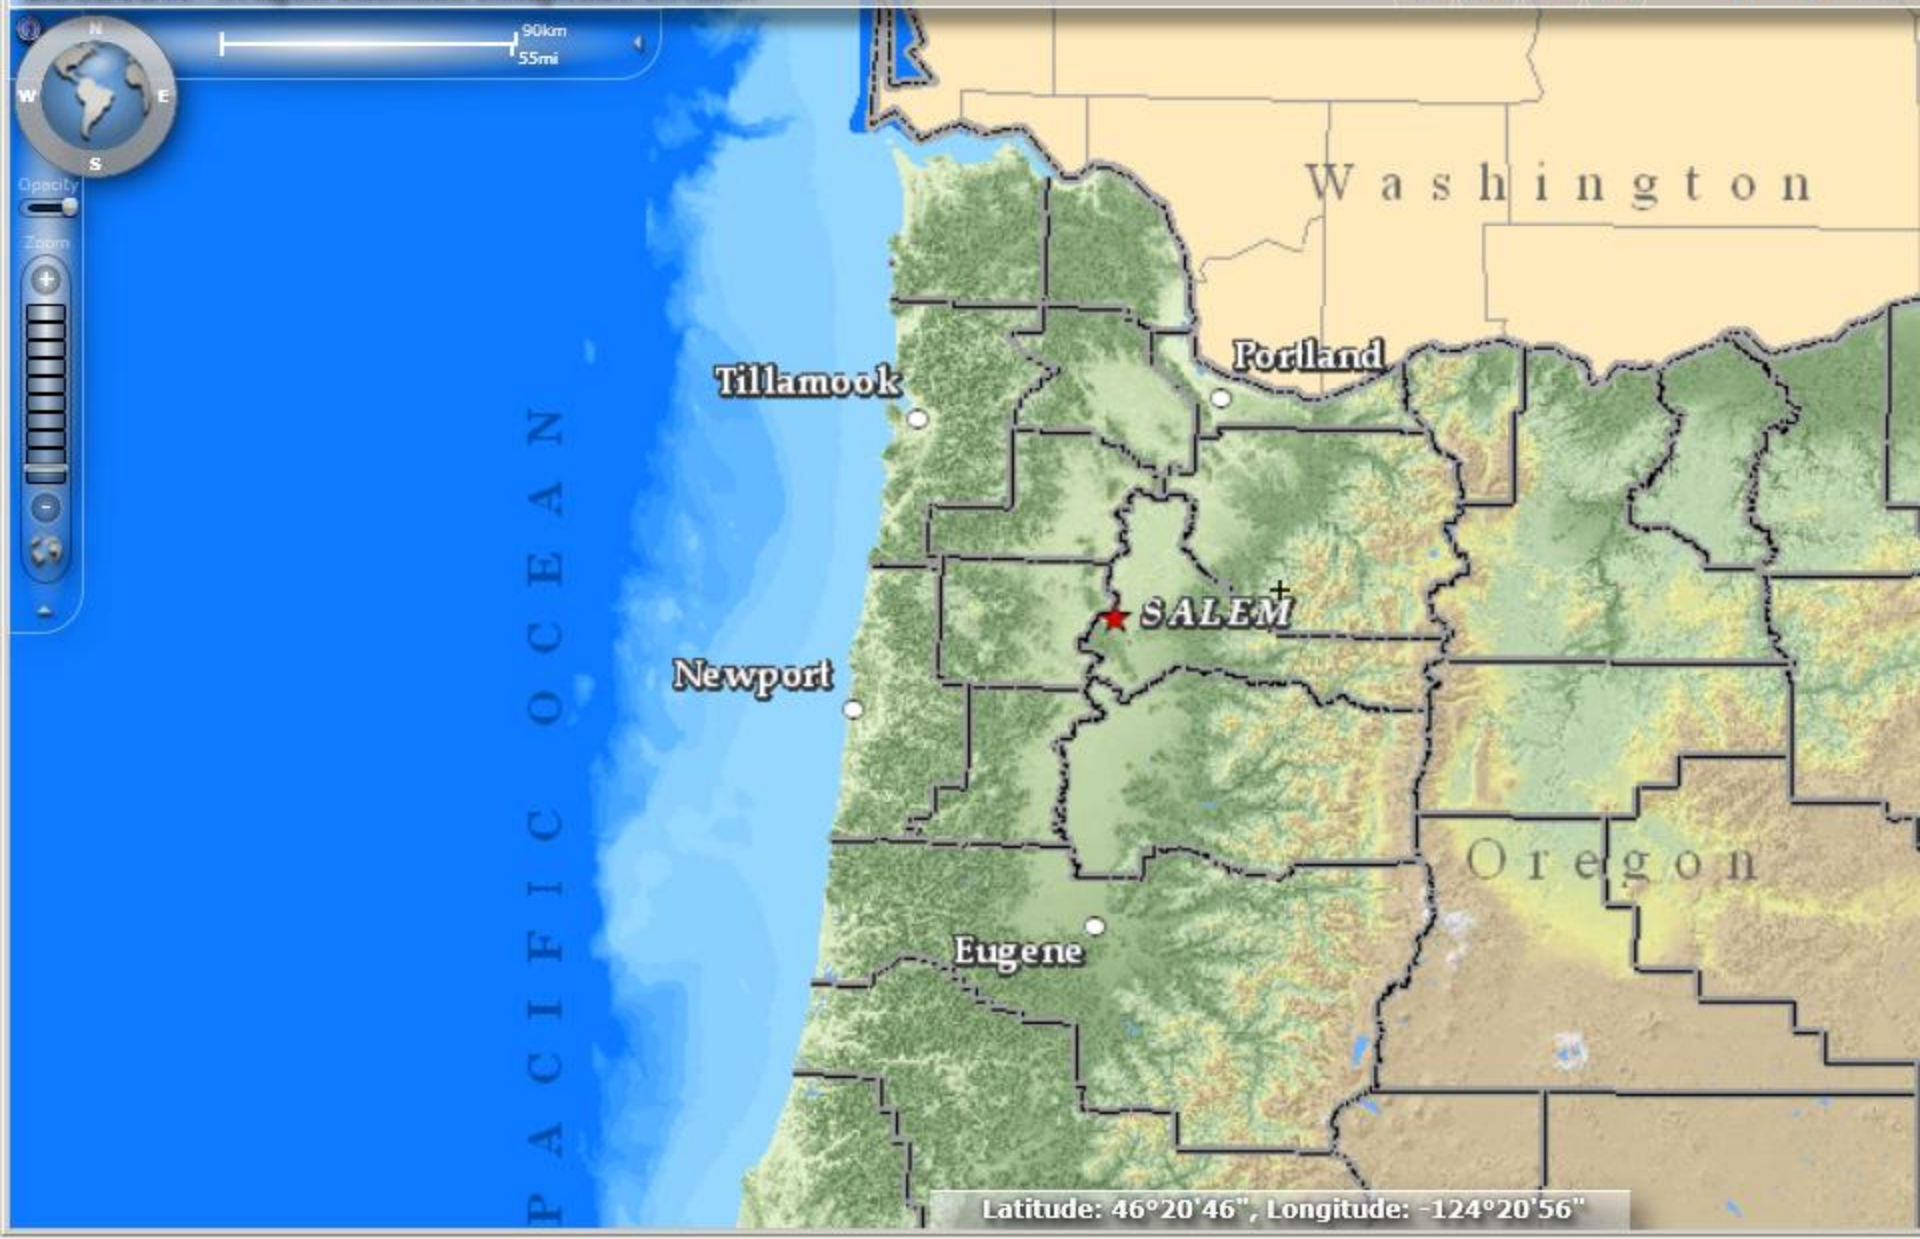 N
90km
55mi
W
E
S
Opacity
Zoom
+
-
Washington
Portland
Tillamook
PACIFIC OCEAN
SALEM
Newport
Oregon
Eugene
Latitude: 46°20'46", Longitude: -124°20'56"